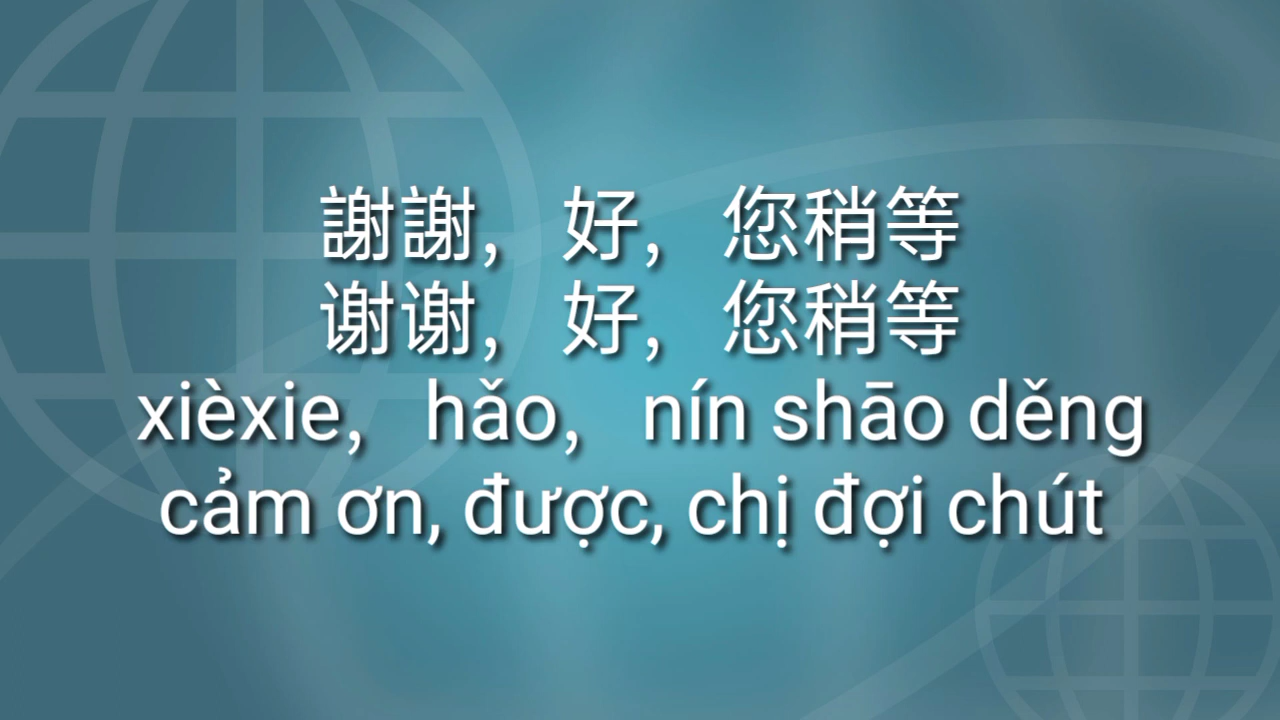 謝謝，好，您稍等
谢谢，好，您稍等
xièxie，hǎo，nín shāo děng
cảm ơn, được, chị đợi chút